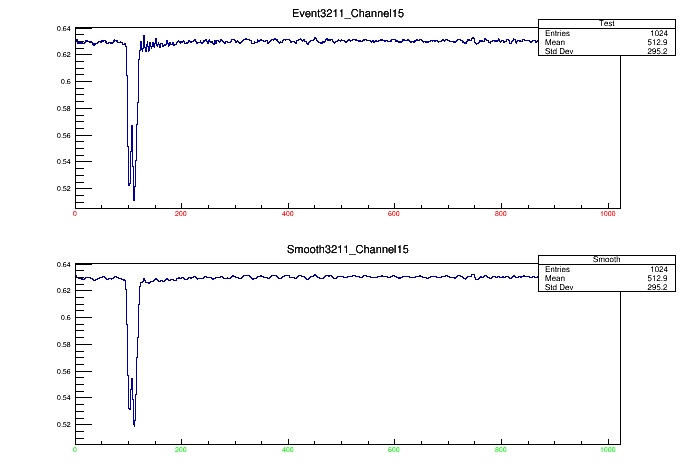 Event3211_Channel15
Test
Entries 1024
Mean 512.9
Std Dev 295.2
0.64
0.62
0.6
0.58
0.56
0.54
0.52
0 200 400 600 800 1000
Smooth3211_Channel15
Smooth
Entries 1024
Mean 512.9
Std Dev 295.2
0.64
0.62
0.6
0.58
0.56
0.54
0.52
0 200 400 600 800 1000